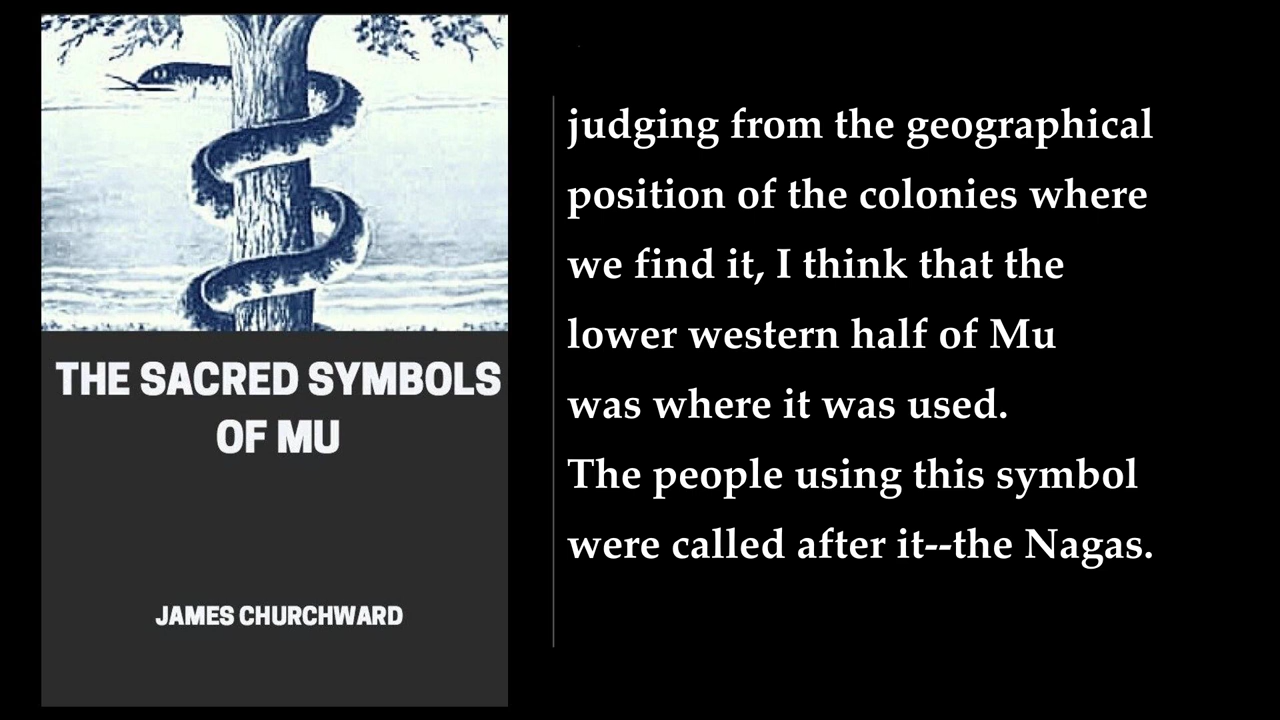 THE SACRED SYMBOLS
OF MU
JAMES CHURCHWARD
judging from the geographical
position of the colonies where
we find it, I think that the
lower western half of Mu
was where it was used.
The people using this symbol
were called after it--the Nagas.